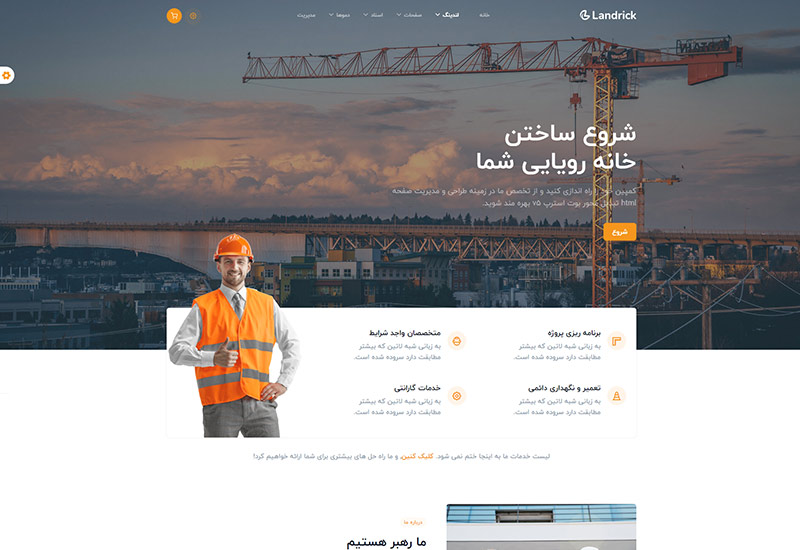 Landrick
خانه
لندینگ
صفحات
اسناد
دموها
مدیریت
شروع ساختن
خانه رویایی شما
کمپین خود را راه اندازی کنید و از تخصص ما در زمینه طراحی و مدیریت صفحه
html تبدیل محور بوت استرپ ۷۵ بهره مند شوید.
شروع
برنامه ریزی پروژه
به زبانی شبه لاتین که بیشتر
مطابقت دارد سروده شده است.
متخصصان واجد شرایط
به زبانی شبه لاتین که بیشتر
مطابقت دارد سروده شده است.
تعمیر و نگهداری دائمی
به زبانی شبه لاتین که بیشتر
مطابقت دارد سروده شده است.
خدمات گارانتی
به زبانی شبه لاتین که بیشتر
مطابقت دارد سروده شده است.
لیست خدمات ما به اینجا ختم نمی شود. کلیک کنین, و ما راه حل های بیشتری برای شما ارائه خواهیم کرد!
درباره ما
ما رهبر هستیم